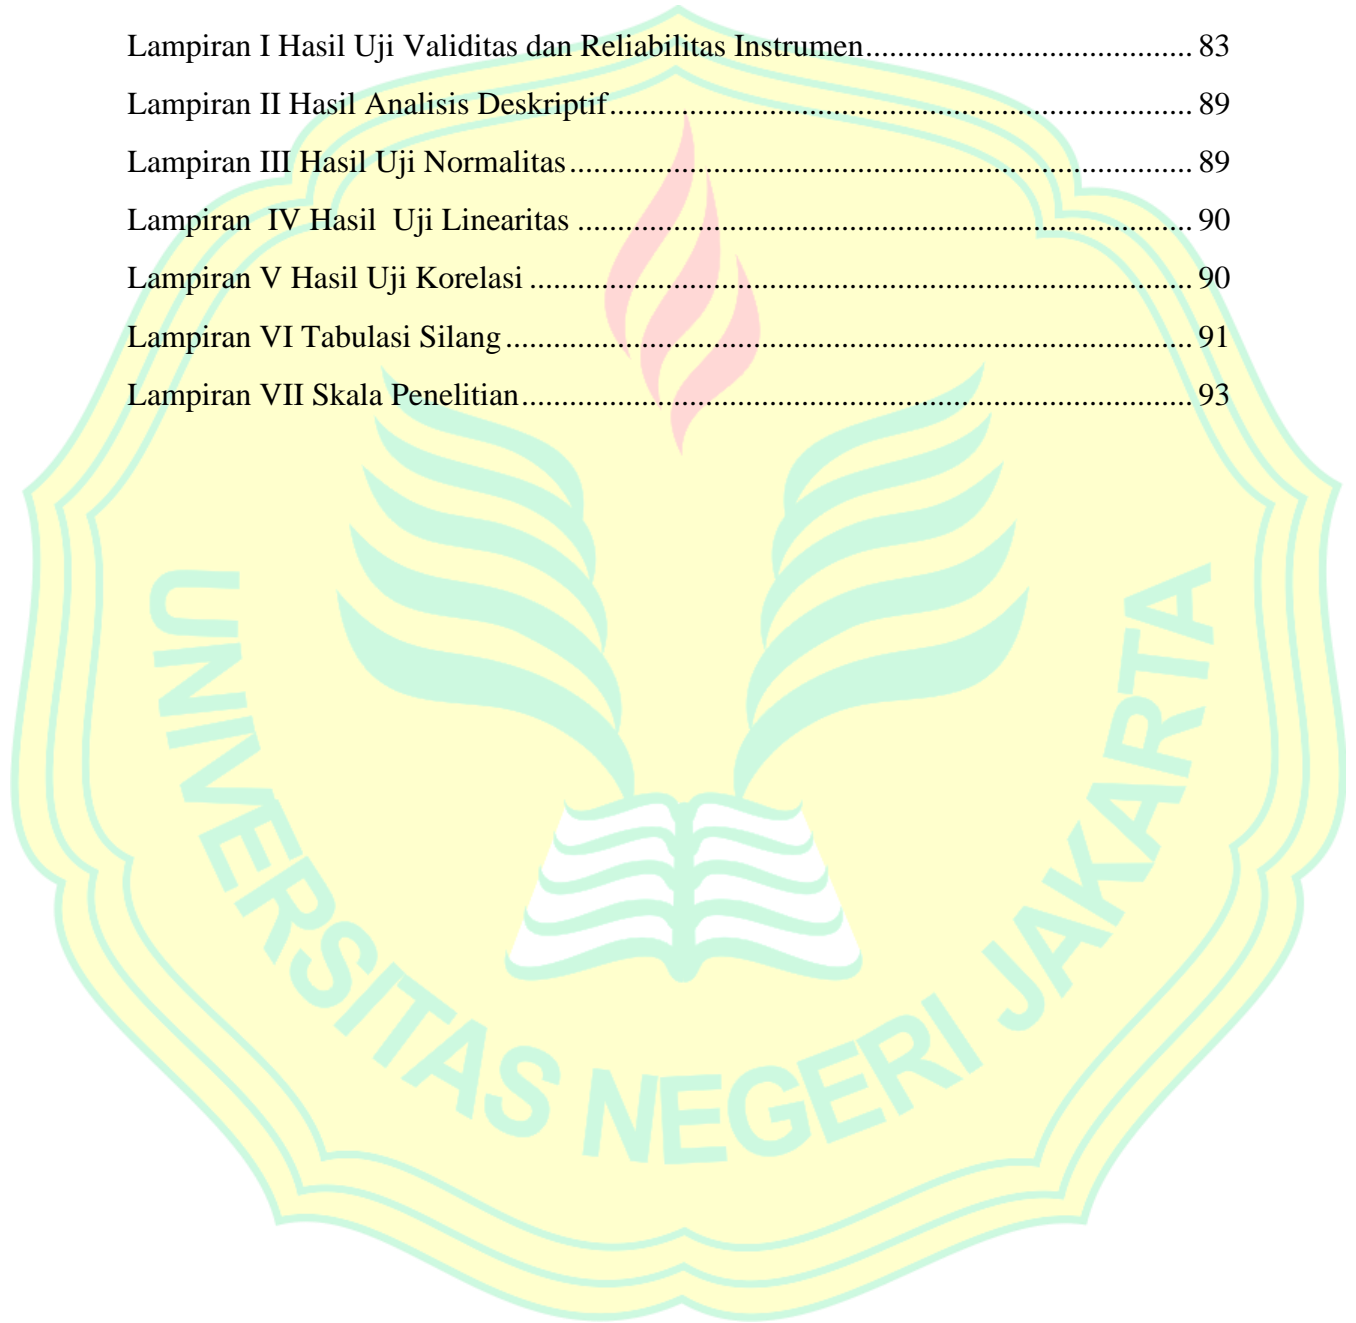 Lampiran I Hasil Uji Validitas dan Reliabilitas Instrumen.......................................... 83
Lampiran II Hasil Analisis Deskriptif........................................................................... 89
Lampiran III Hasil Uji Normalitas................................................................................ 89
Lampiran  IV Hasil  Uji Linearitas ............................................................................... 90
Lampiran V Hasil Uji Korelasi ..................................................................................... 90
Lampiran VI Tabulasi Silang........................................................................................ 91
Lampiran VII Skala Penelitian...................................................................................... 93
UNIVERSITAS NEGERI JAKARTA